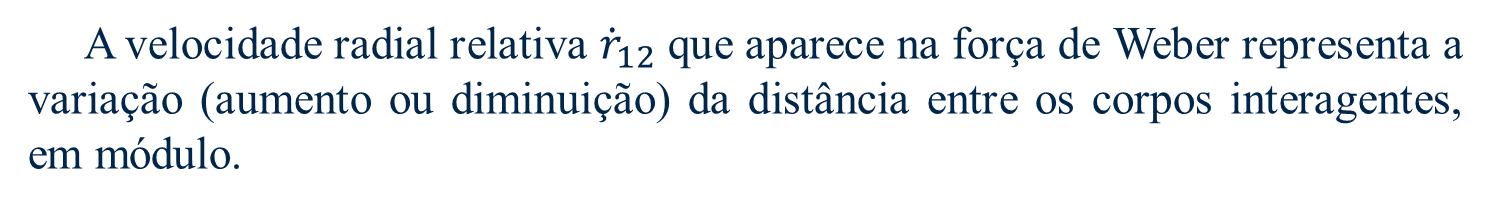 A velocidade radial relativa ṙ₁₂ que aparece na força de Weber representa a
variação (aumento ou diminuição) da distância entre os corpos interagentes,
em módulo.